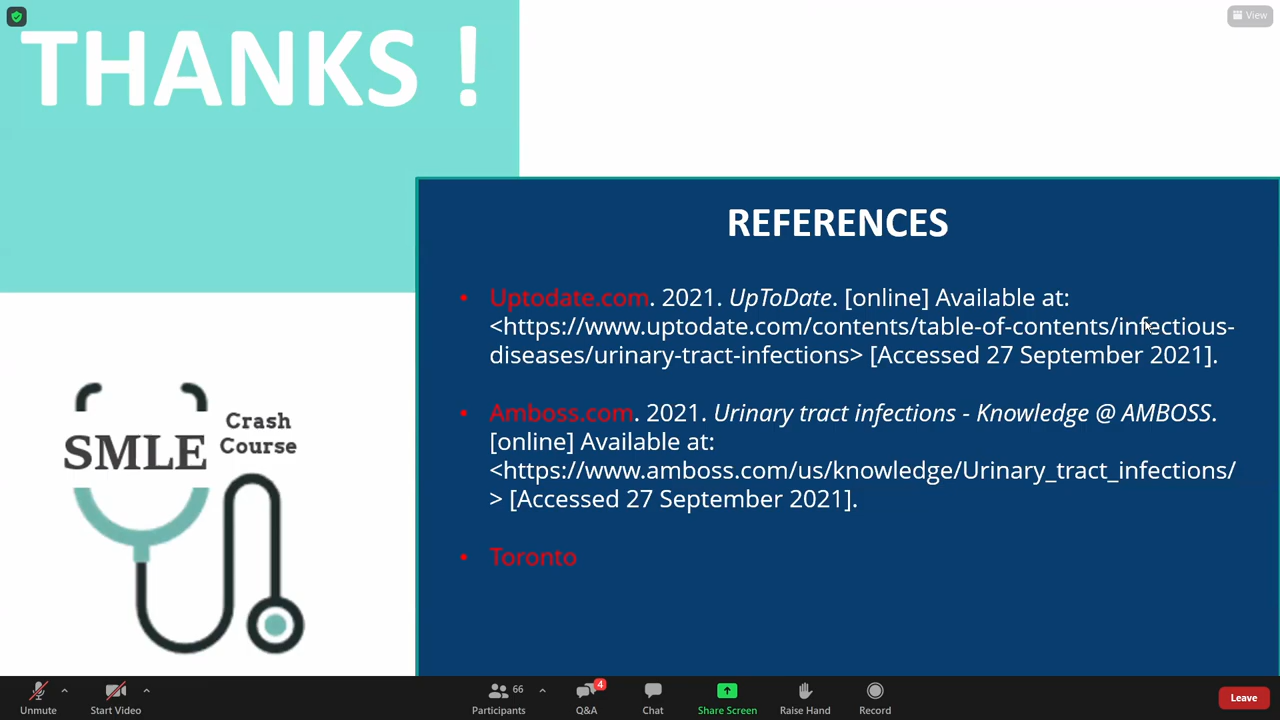 View
THANKS !
REFERENCES
• Uptodate.com. 2021. UpToDate. [online] Available at:
<https://www.uptodate.com/contents/table-of-contents/infectious-
diseases/urinary-tract-infections> [Accessed 27 September 2021].
• Amboss.com. 2021. Urinary tract infections - Knowledge @ AMBOSS.
[online] Available at:
<https://www.amboss.com/us/knowledge/Urinary_tract_infections/
> [Accessed 27 September 2021].
• Toronto
SMLE
Crash
Course
Unmute
Start Video
66
Participants
4
Q&A
Chat
Share Screen
Raise Hand
Record
Leave